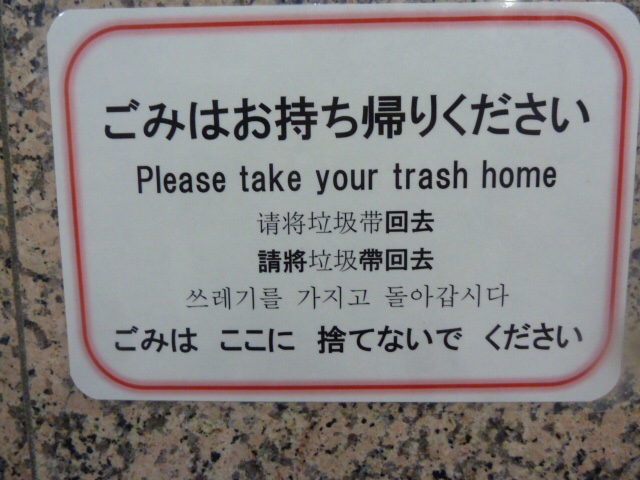 ごみはお持ち帰りください
Please take your trash home
请将垃圾带回去
請將垃圾帶回去
쓰레기를 가지고 돌아갑시다
ごみは ここに 捨てないで ください